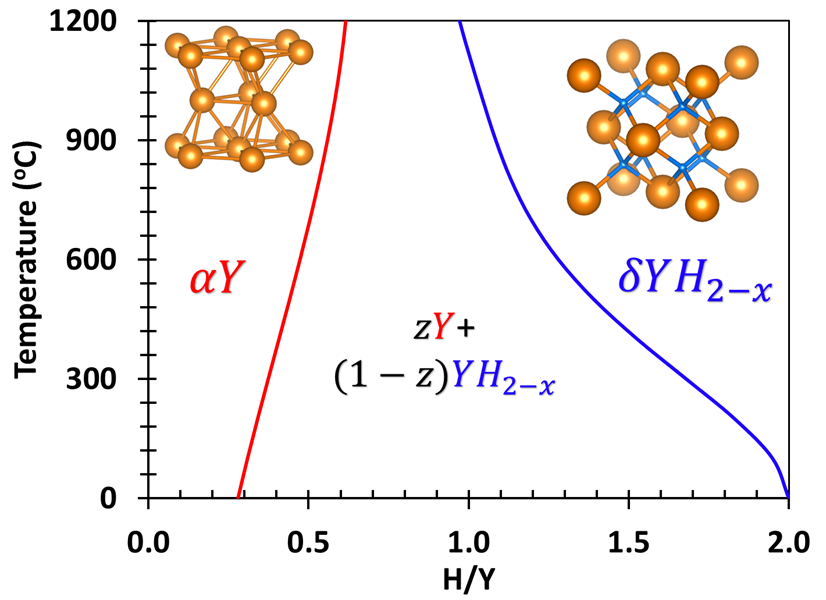 1200
900
600
300
0
Temperature (ºC)
αY
zY+
(1 − z)YH₂₋ₓ
δYH₂₋ₓ
0.0 0.5 1.0 1.5 2.0
H/Y